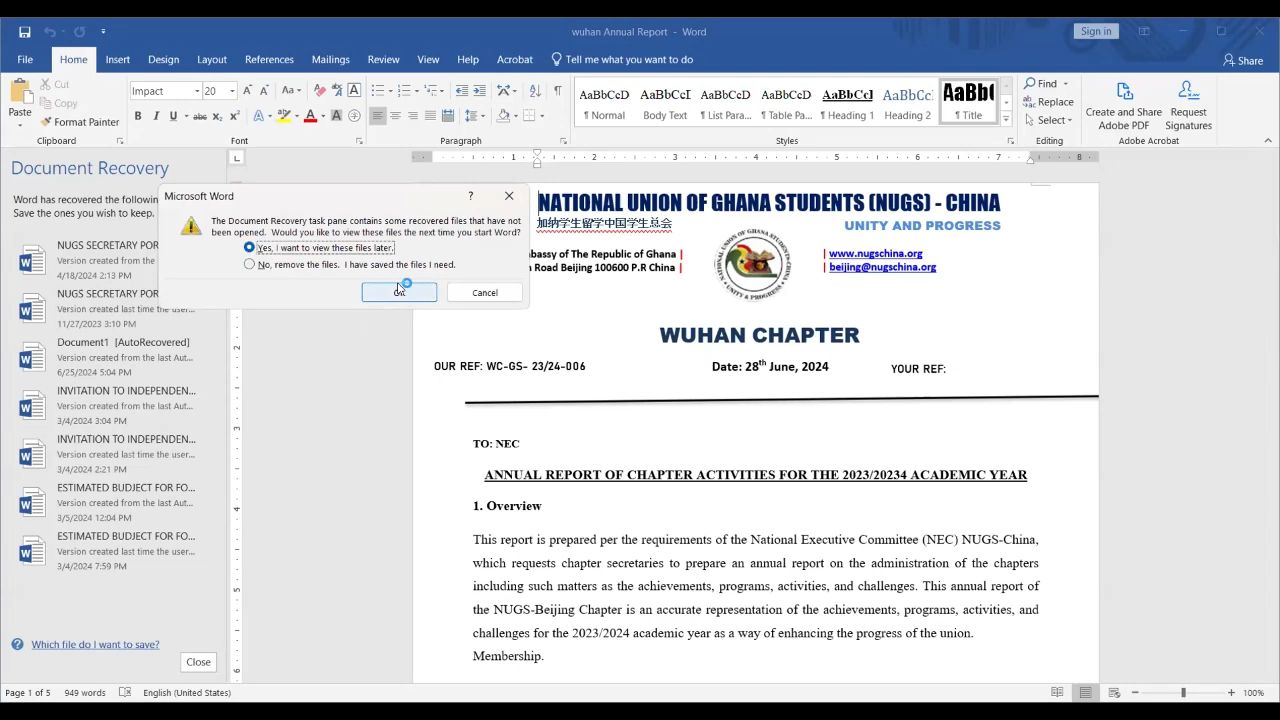 wuhan Annual Report - Word
Sign in
File Home Insert Design Layout References Mailings Review View Help Acrobat Tell me what you want to do
Share
Paste
Cut
Copy
Format Painter
Clipboard
Impact 20
Font
Paragraph
AaBbCcD AaBbCcI AaBbCcD AaBbCcD AaBbCcI AaBbC AaBb(
¶ Normal Body Text ¶ List Para... ¶ Table Pa... ¶ Heading 1 Heading 2 ¶ Title
Styles
Find
Replace
Select
Editing
Create and Share
Adobe PDF
Request
Signatures
Adobe Acrobat
Document Recovery
Word has recovered the following
Save the ones you wish to keep.
NUGS SECRETARY POR
4/18/2024 2:13 PM
NUGS SECRETARY POR
Version created from the last time the user...
11/27/2023 3:10 PM
Document1 [AutoRecovered]
Version created from the last Aut...
6/25/2024 5:04 PM
INVITATION TO INDEPENDEN...
Version created from the last Aut...
3/4/2024 3:04 PM
INVITATION TO INDEPENDEN...
Version created last time the user...
3/4/2024 2:21 PM
ESTIMATED BUDJECT FOR FO...
Version created from the last Aut...
3/5/2024 12:04 PM
ESTIMATED BUDJECT FOR FO...
Version created last time the user...
3/4/2024 7:59 PM
Which file do I want to save?
Close
Microsoft Word
The Document Recovery task pane contains some recovered files that have not
been opened. Would you like to view these files the next time you start Word?
Yes, I want to view these files later.
No, remove the files. I have saved the files I need.
Cancel
1 2 3 4 5 6 7 8
NATIONAL UNION OF GHANA STUDENTS (NUGS) - CHINA
加纳学生留学中国学生总会
UNITY AND PROGRESS
bassy of the Republic of Ghana |
n Road Beijing 100600 P.R China |
NATIONAL UNION OF GHANA STUDENTS
UNITY & PROGRESS
| www.nugschina.org
| beijing@nugschina.org
WUHAN CHAPTER
OUR REF: WC-GS- 23/24-006 Date: 28th June, 2024 YOUR REF:
TO: NEC
ANNUAL REPORT OF CHAPTER ACTIVITIES FOR THE 2023/20234 ACADEMIC YEAR
1. Overview
This report is prepared per the requirements of the National Executive Committee (NEC) NUGS-China,
which requests chapter secretaries to prepare an annual report on the administration of the chapters
including such matters as the achievements, programs, activities, and challenges. This annual report of
the NUGS-Beijing Chapter is an accurate representation of the achievements, programs, activities, and
challenges for the 2023/2024 academic year as a way of enhancing the progress of the union.
Membership.
Page 1 of 5 949 words English (United States)
100%